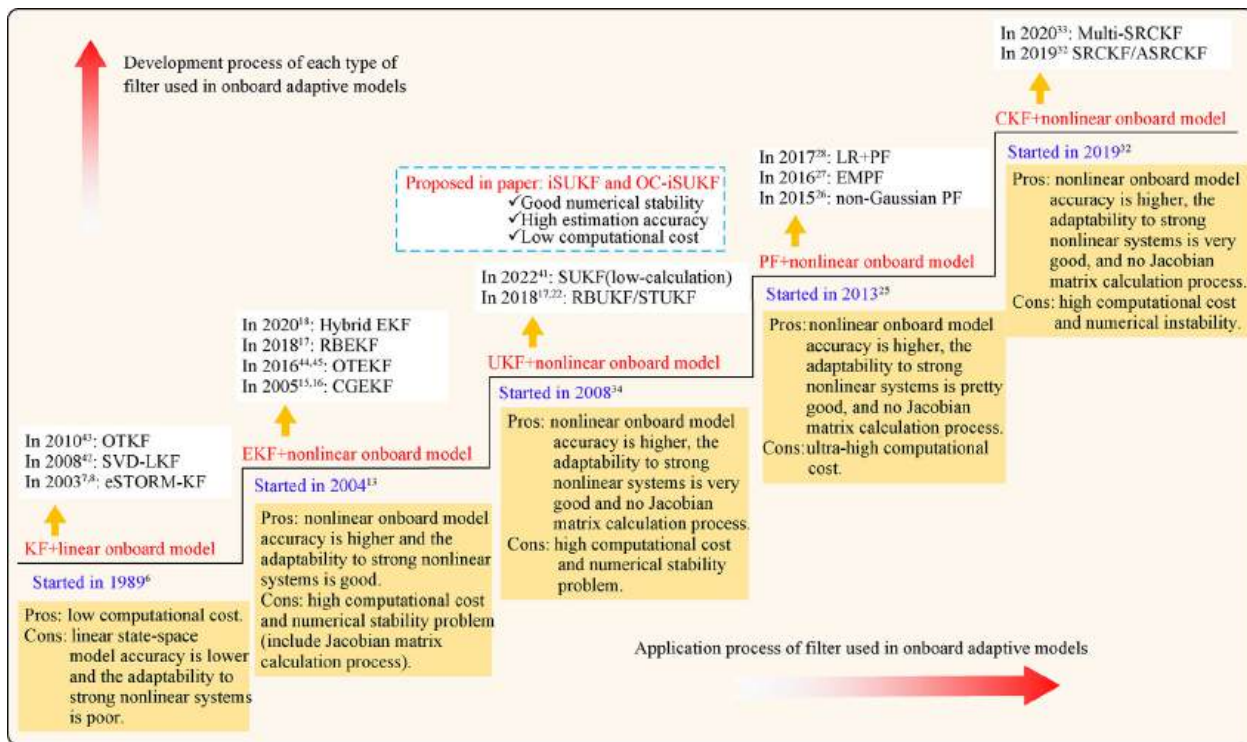 Development process of each type of
filter used in onboard adaptive models
In 2010⁴³: OTKF
In 2008⁴²: SVD-LKF
In 2003⁷,⁸: eSTORM-KF
KF+linear onboard model
Started in 1989⁶
Pros: low computational cost.
Cons: linear state-space
model accuracy is lower
and the adaptability to
strong nonlinear systems
is poor.
In 2020¹⁸: Hybrid EKF
In 2018¹⁷: RBEKF
In 2016⁴⁴,⁴⁵: OTEKF
In 2005¹⁵,¹⁶: CGEKF
EKF+nonlinear onboard model
Started in 2004¹³
Pros: nonlinear onboard model
accuracy is higher and the
adaptability to strong nonlinear
systems is good.
Cons: high computational cost
and numerical stability problem
(include Jacobian matrix
calculation process).
Proposed in paper: iSUKF and OC-iSUKF
✓Good numerical stability
✓High estimation accuracy
✓Low computational cost
In 2022⁴¹: SUKF(low-calculation)
In 2018¹⁷,²²: RBUKF/STUKF
UKF+nonlinear onboard model
Started in 2008³⁴
Pros: nonlinear onboard model
accuracy is higher, the
adaptability to strong
nonlinear systems is very
good and no Jacobian
matrix calculation process.
Cons: high computational cost
and numerical stability
problem.
In 2017²⁸: LR+PF
In 2016²⁷: EMPF
In 2015²⁶: non-Gaussian PF
PF+nonlinear onboard model
Started in 2013²⁵
Pros: nonlinear onboard model
accuracy is higher, the
adaptability to strong
nonlinear systems is pretty
good, and no Jacobian
matrix calculation process.
Cons: ultra-high computational
cost.
In 2020³³: Multi-SRCKF
In 2019³² SRCKF/ASRCKF
CKF+nonlinear onboard model
Started in 2019³²
Pros: nonlinear onboard model
accuracy is higher, the
adaptability to strong
nonlinear systems is very
good, and no Jacobian
matrix calculation process.
Cons: high computational cost
and numerical instability.
Application process of filter used in onboard adaptive models